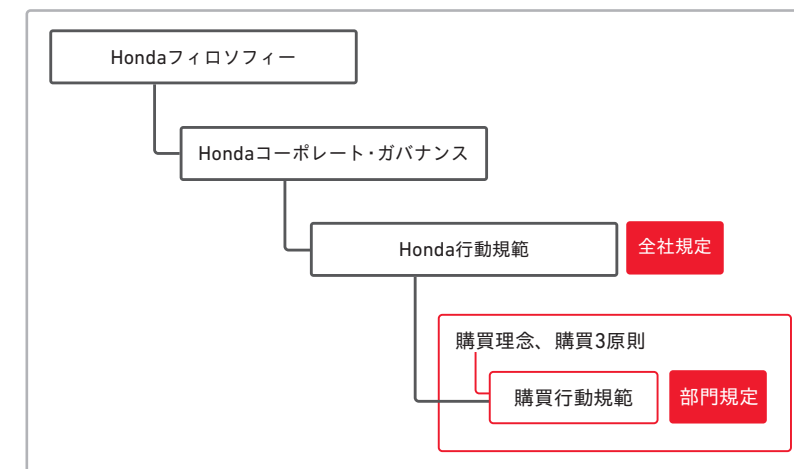 Hondaフィロソフィー
Hondaコーポレート・ガバナンス
Honda行動規範
全社規定
購買理念、購買3原則
購買行動規範
部門規定